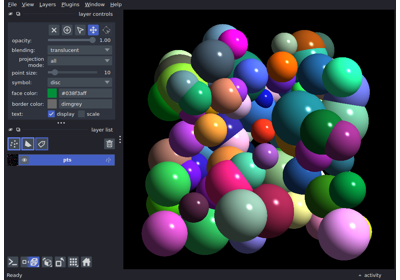 File View Layers Plugins Window Help
layer controls
opacity: 1.00
blending: translucent
projection mode: all
point size: 10
symbol: disc
face color: #038f3aff
border color: dimgrey
text: display scale
layer list
pts
Ready
activity